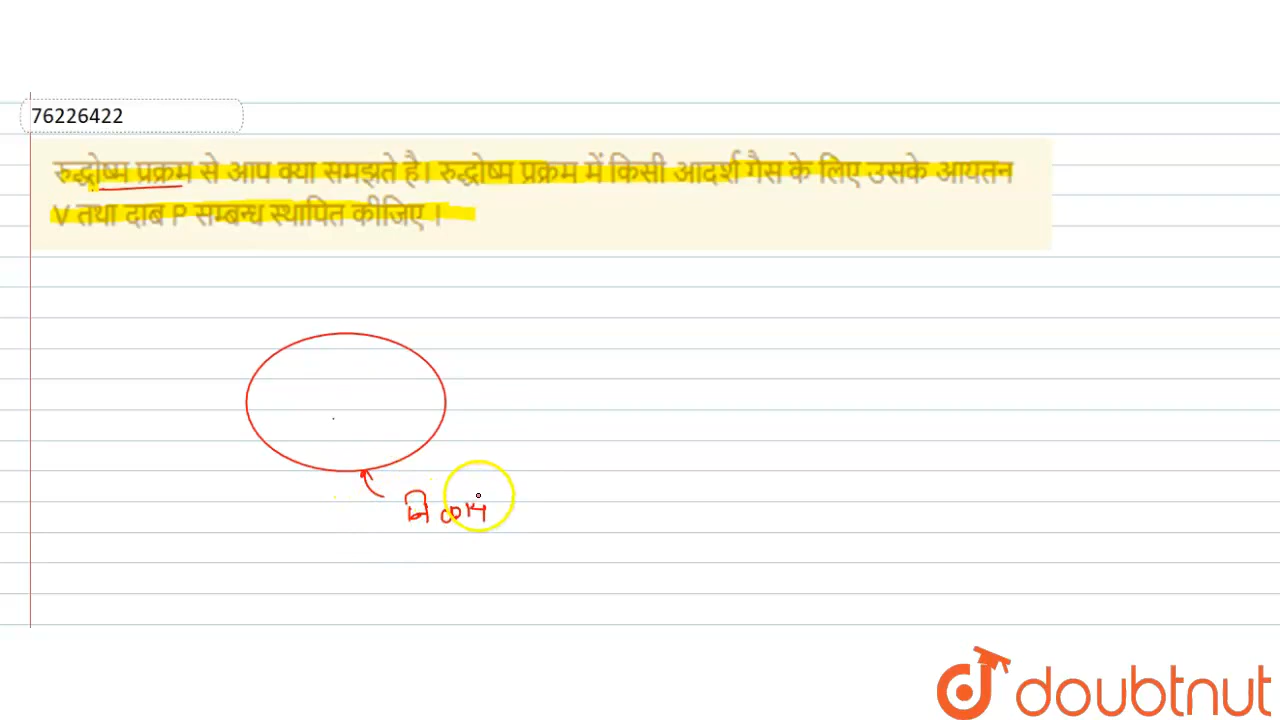 76226422
रुद्धोष्म प्रक्रम से आप क्या समझते है। रुद्धोष्म प्रक्रम में किसी आदर्श गैस के लिए उसके आयतन
V तथा दाब P सम्बन्ध स्थापित कीजिए ।
निकाय
doubtnut